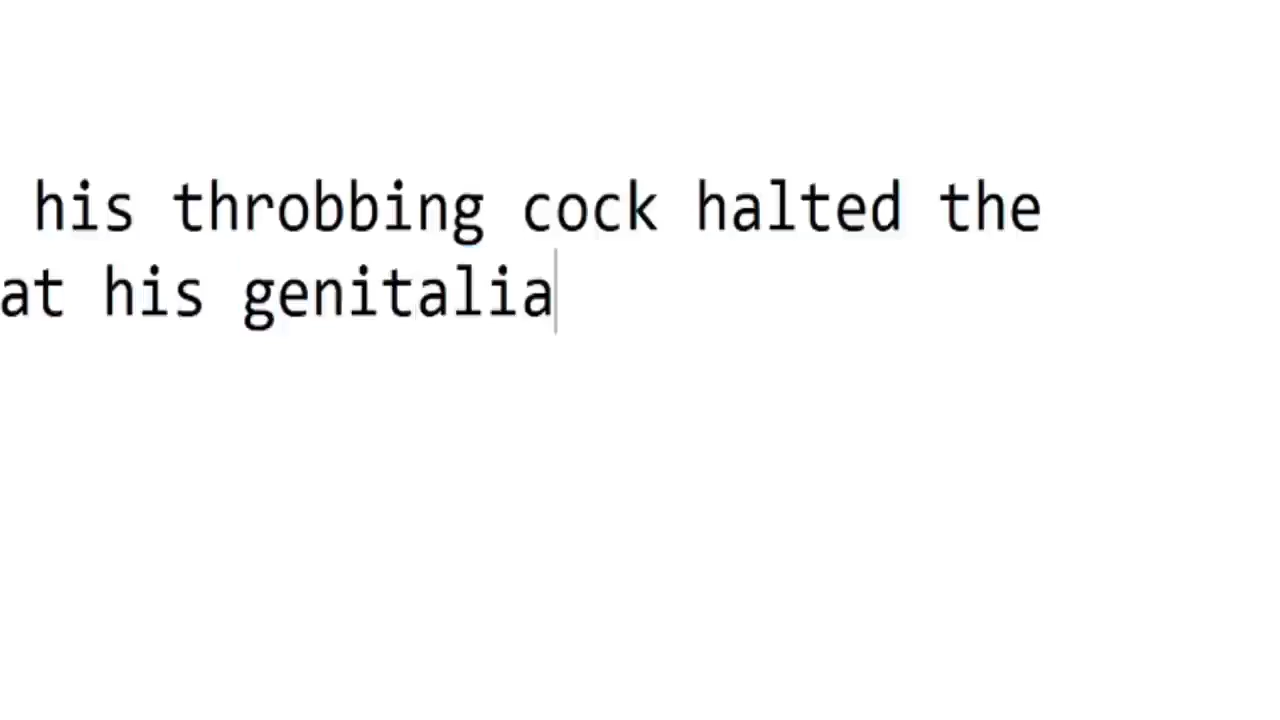 his throbbing cock halted the
at his genitalia